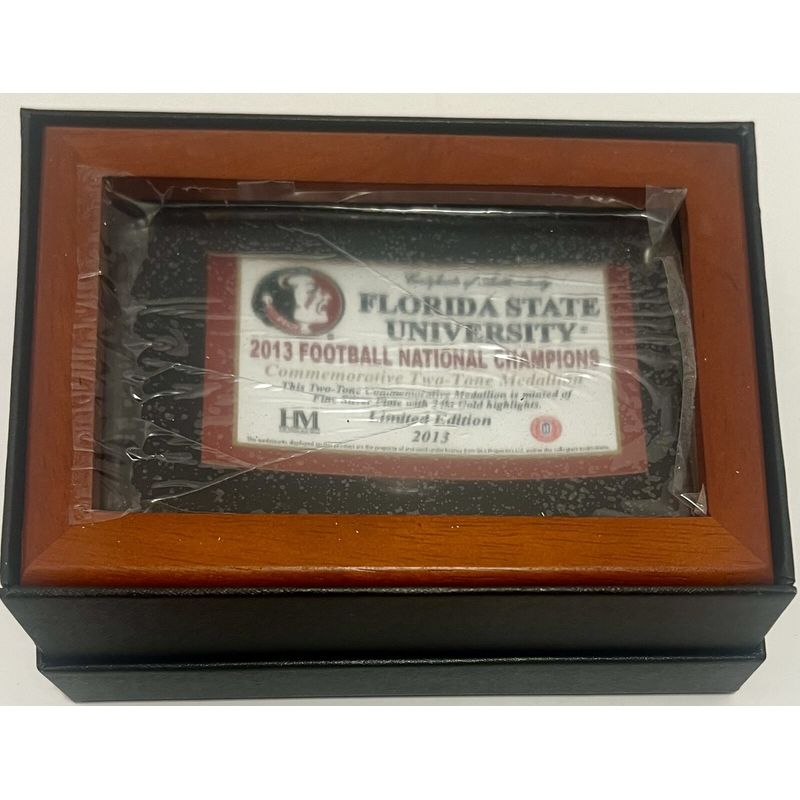 Certificate of Authenticity
FLORIDA STATE
UNIVERSITY®
2013 FOOTBALL NATIONAL CHAMPIONS
Commemorative Two-Tone Medallion
This Two-Tone Commemorative Medallion is minted of
Fine Silver Plate with 24kt Gold highlights.
HM
Limited Edition
2013